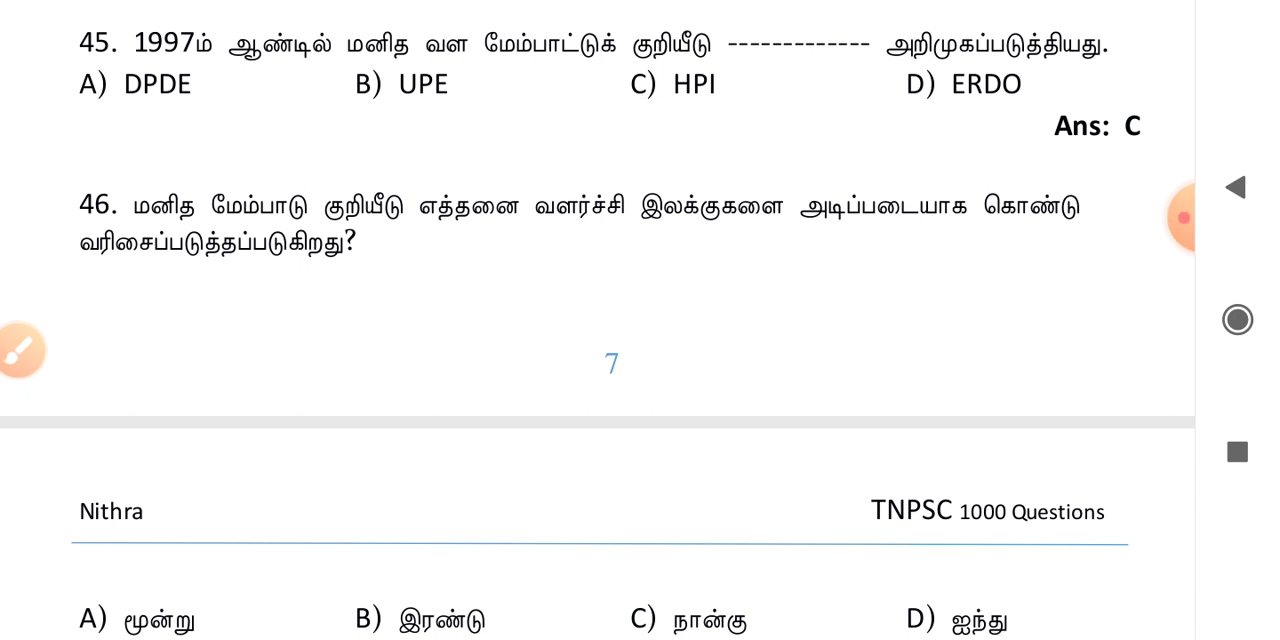 45. 1997ம் ஆண்டில் மனித வள மேம்பாட்டுக் குறியீடு ------------- அறிமுகப்படுத்தியது.
A) DPDE B) UPE C) HPI D) ERDO
Ans: C
46. மனித மேம்பாடு குறியீடு எத்தனை வளர்ச்சி இலக்குகளை அடிப்படையாக கொண்டு
வரிசைப்படுத்தப்படுகிறது?
7
Nithra TNPSC 1000 Questions
A) மூன்று B) இரண்டு C) நான்கு D) ஐந்து